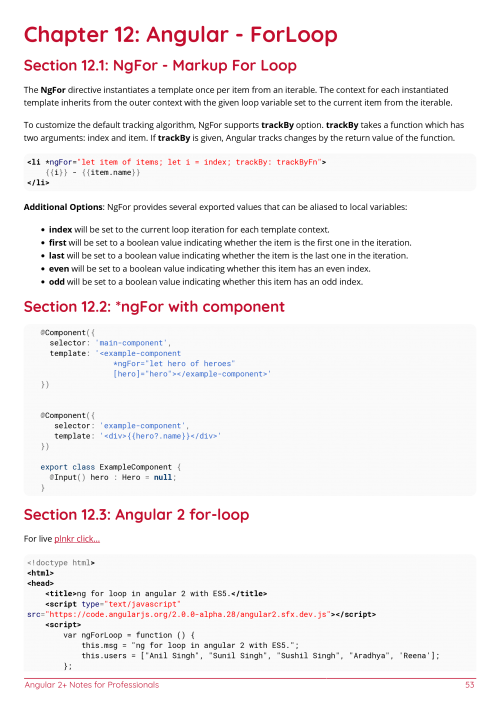 Chapter 12: Angular - ForLoop
Section 12.1: NgFor - Markup For Loop
The NgFor directive instantiates a template once per item from an iterable. The context for each instantiated
template inherits from the outer context with the given loop variable set to the current item from the iterable.
To customize the default tracking algorithm, NgFor supports trackBy option. trackBy takes a function which has
two arguments: index and item. If trackBy is given, Angular tracks changes by the return value of the function.
<li *ngFor="let item of items; let i = index; trackBy: trackByFn">
    {{i}} - {{item.name}}
</li>
Additional Options: NgFor provides several exported values that can be aliased to local variables:
• index will be set to the current loop iteration for each template context.
• first will be set to a boolean value indicating whether the item is the first one in the iteration.
• last will be set to a boolean value indicating whether the item is the last one in the iteration.
• even will be set to a boolean value indicating whether this item has an even index.
• odd will be set to a boolean value indicating whether this item has an odd index.
Section 12.2: *ngFor with component
@Component({
  selector: 'main-component',
  template: '<example-component
                *ngFor="let hero of heroes"
                [hero]="hero"></example-component>'
})
@Component({
   selector: 'example-component',
   template: '<div>{{hero?.name}}</div>'
})
export class ExampleComponent {
  @Input() hero : Hero = null;
}
Section 12.3: Angular 2 for-loop
For live plnkr click...
<!doctype html>
<html>
<head>
    <title>ng for loop in angular 2 with ES5.</title>
    <script type="text/javascript"
src="https://code.angularjs.org/2.0.0-alpha.28/angular2.sfx.dev.js"></script>
    <script>
        var ngForLoop = function () {
            this.msg = "ng for loop in angular 2 with ES5.";
            this.users = ["Anil Singh", "Sunil Singh", "Sushil Singh", "Aradhya", 'Reena'];
        };
Angular 2+ Notes for Professionals
53